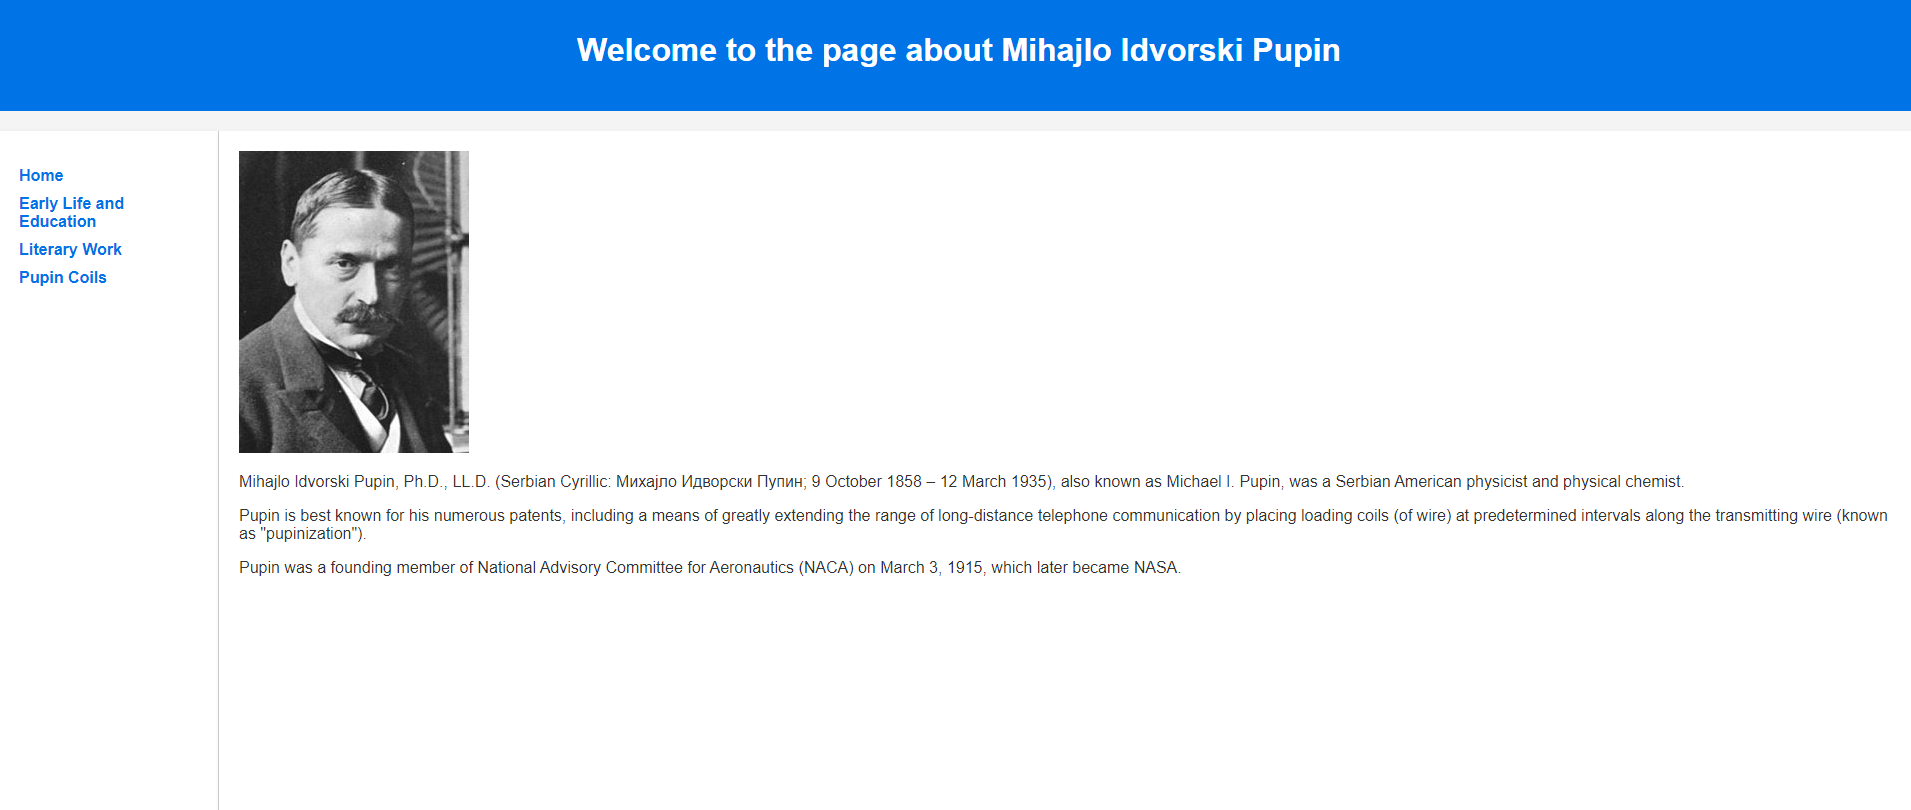 Welcome to the page about Mihajlo Idvorski Pupin
Home
Early Life and
Education
Literary Work
Pupin Coils
Mihajlo Idvorski Pupin, Ph.D., LL.D. (Serbian Cyrillic: Михајло Идворски Пупин; 9 October 1858 – 12 March 1935), also known as Michael I. Pupin, was a Serbian American physicist and physical chemist.
Pupin is best known for his numerous patents, including a means of greatly extending the range of long-distance telephone communication by placing loading coils (of wire) at predetermined intervals along the transmitting wire (known
as "pupinization").
Pupin was a founding member of National Advisory Committee for Aeronautics (NACA) on March 3, 1915, which later became NASA.